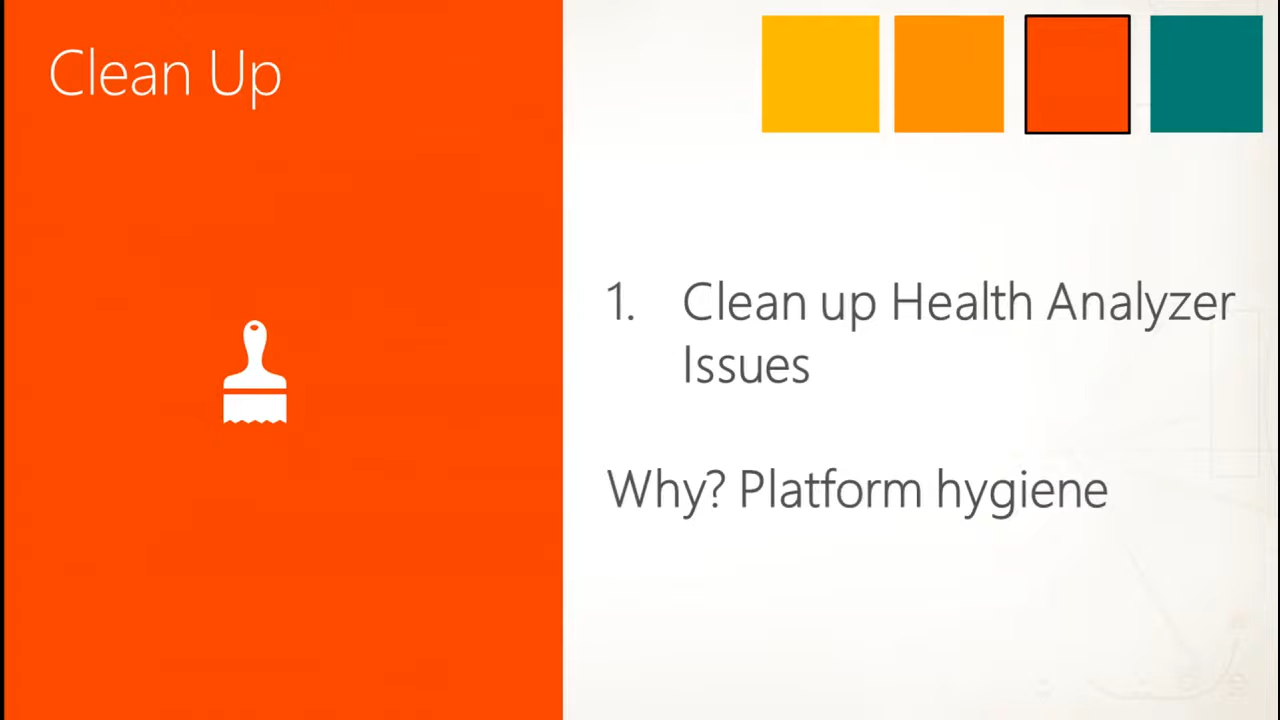 Clean Up
1. Clean up Health Analyzer
Issues
Why? Platform hygiene